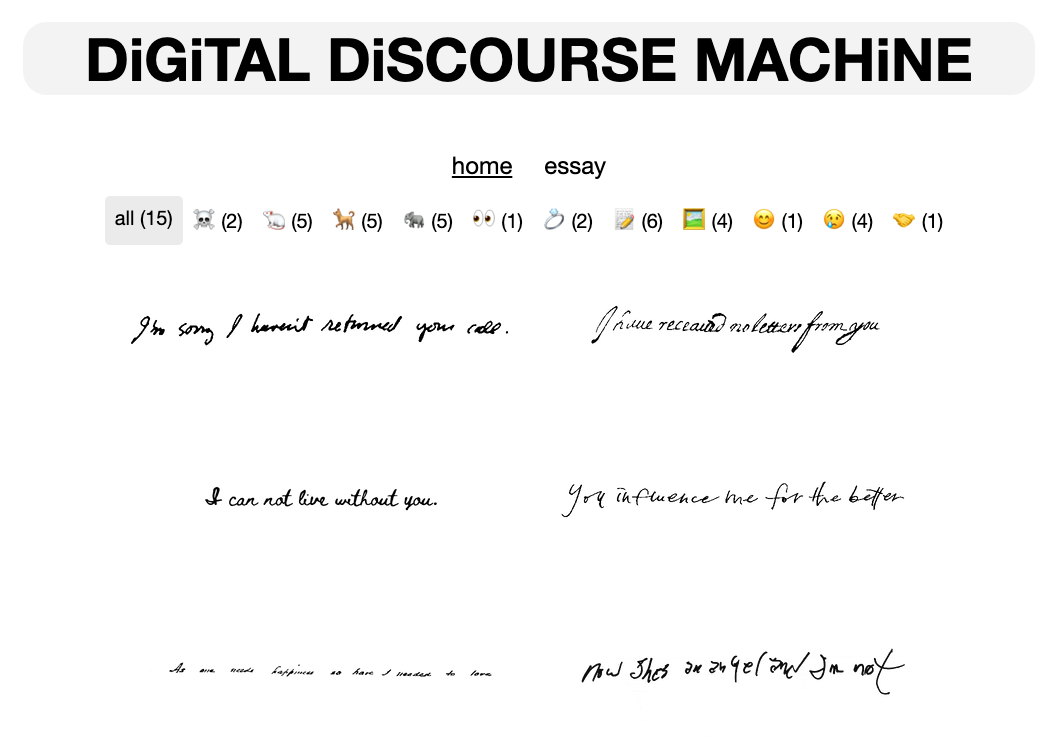 DiGiTAL DiSCOURSE MACHiNE
home essay
all (15) ☠️ (2) 🐁 (5) 🐕 (5) 🐘 (5) 👀 (1) 💍 (2) 📝 (6) 🖼️ (4) 😊 (1) 😢 (4) 🤝 (1)
I'm sorry I haven't returned your call.
I have receaued no letters from you
I can not live without you.
You influence me for the better
As one needs happiness so have I needed to love
now shes an angel and Im not